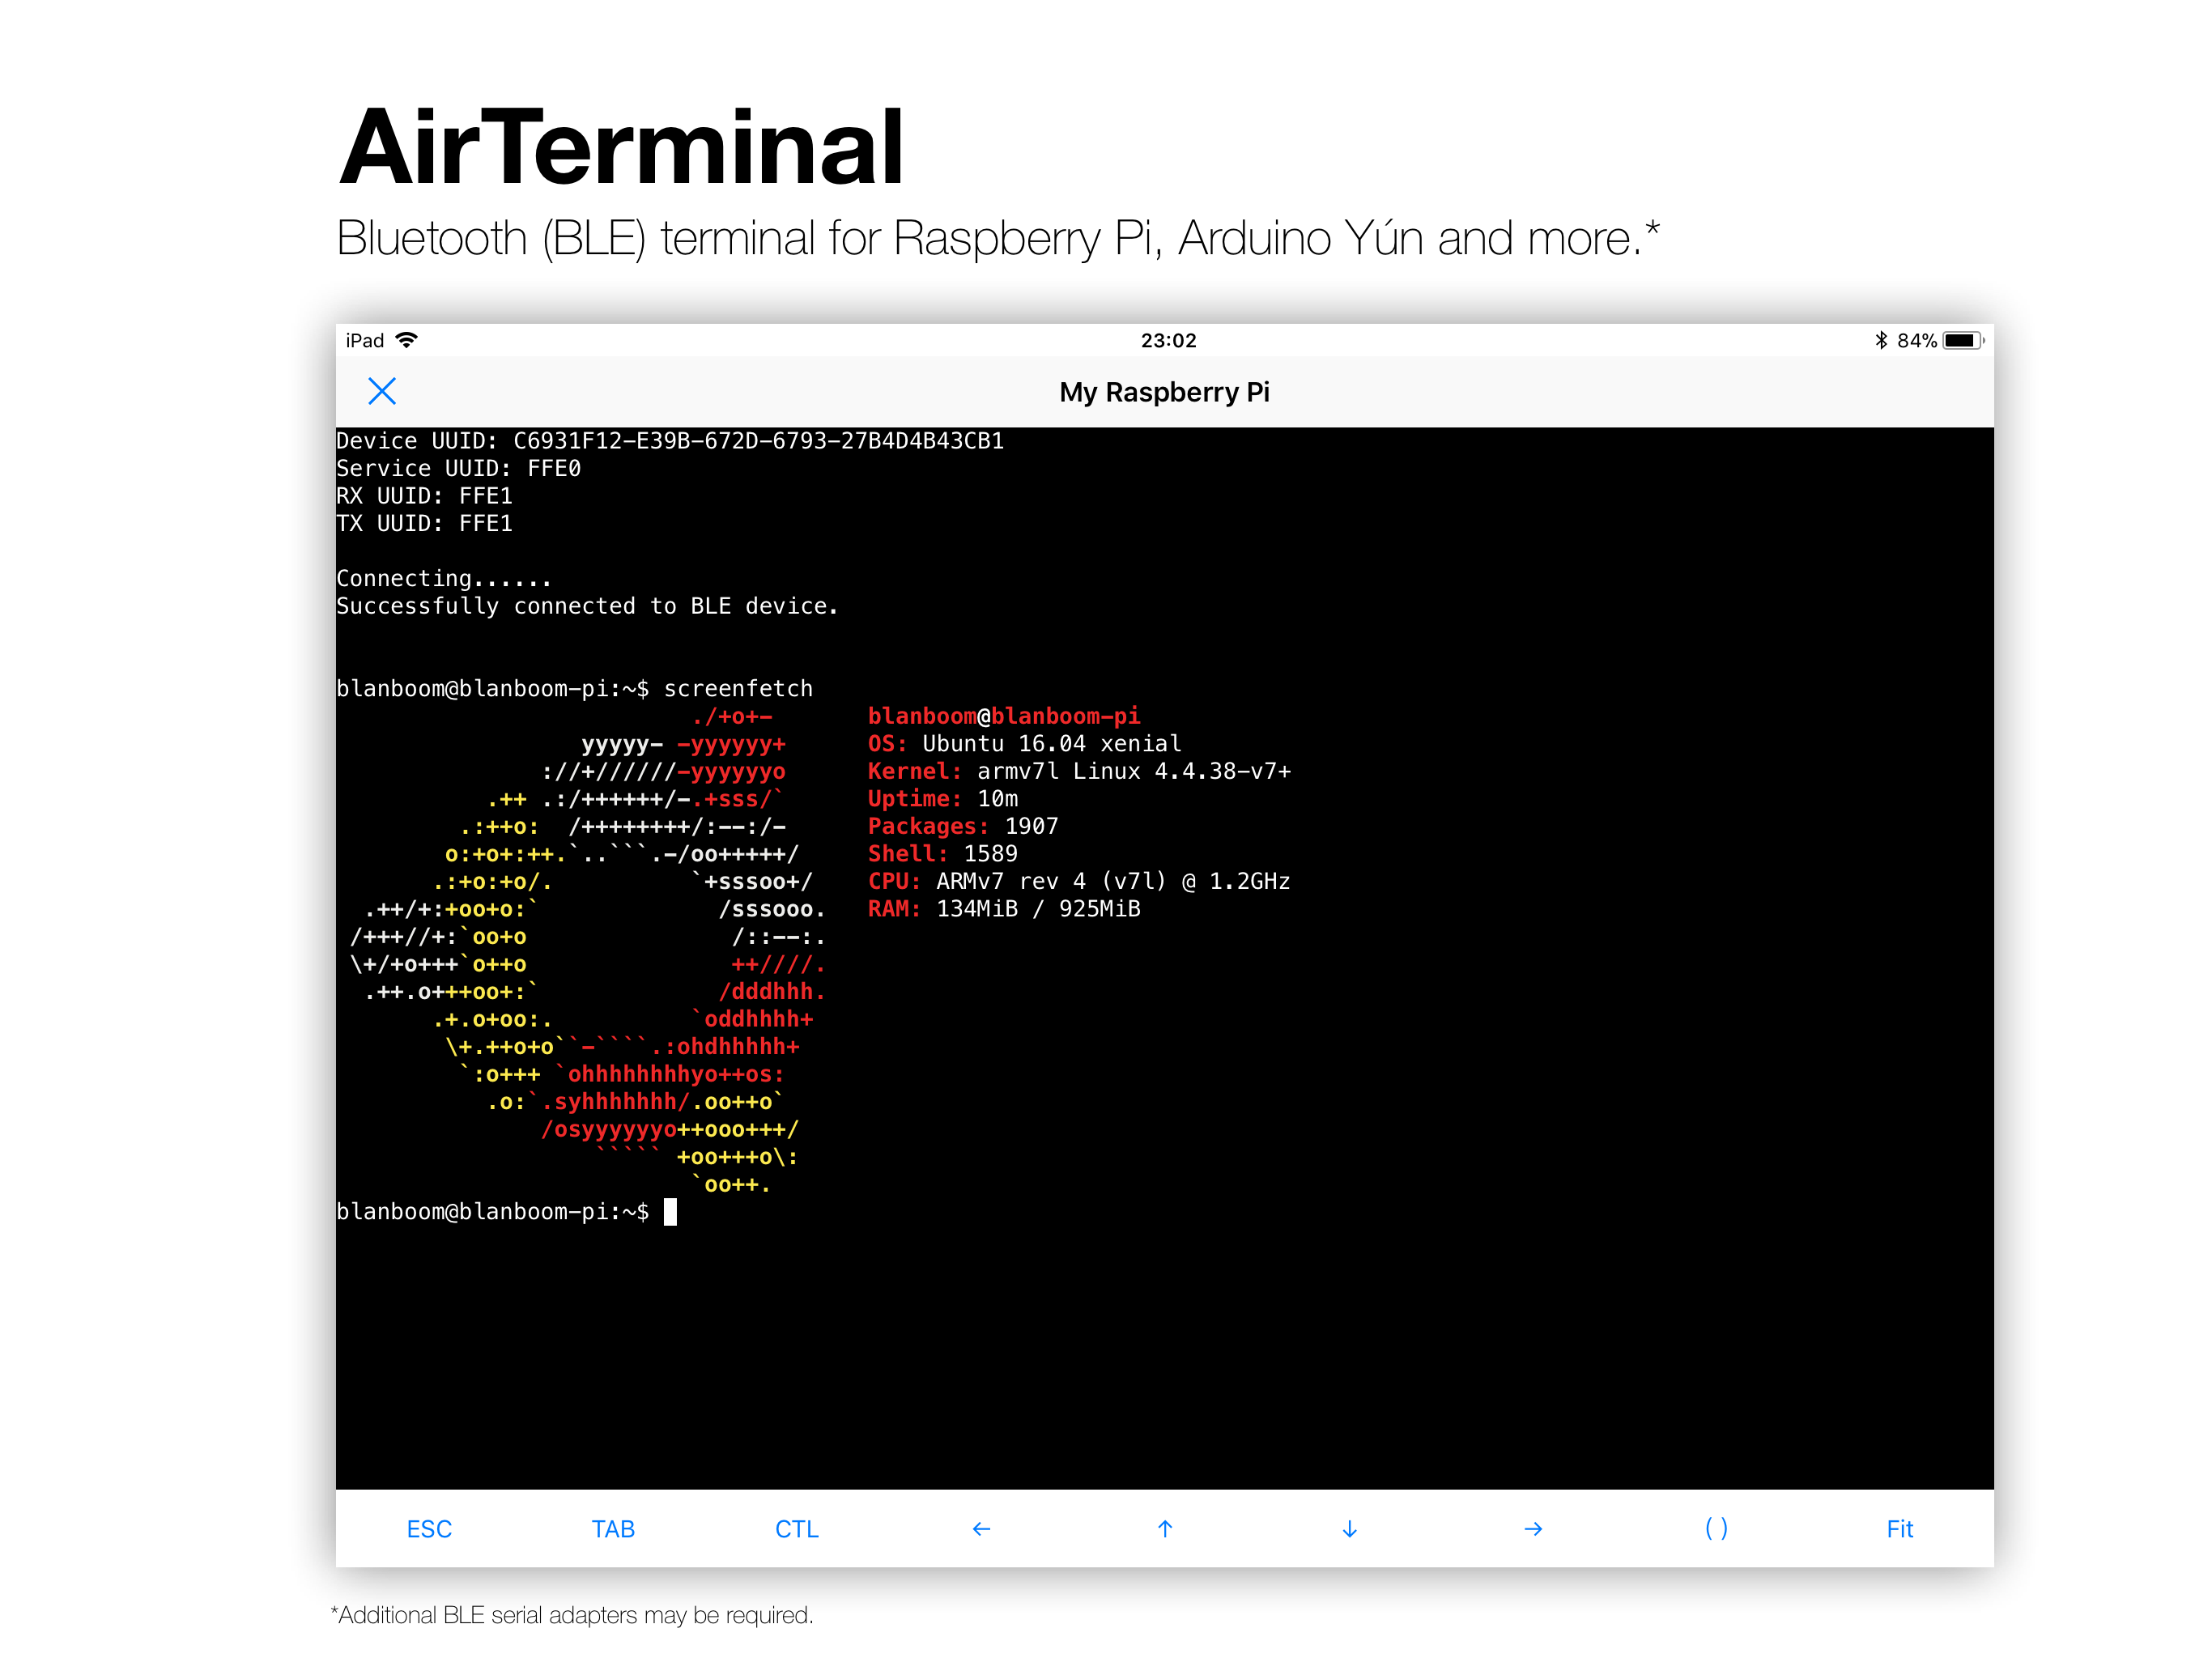 AirTerminal
Bluetooth (BLE) terminal for Raspberry Pi, Arduino Yún and more.*
iPad 23:02 84%
My Raspberry Pi
Device UUID: C6931F12-E39B-672D-6793-27B4D4B43CB1
Service UUID: FFE0
RX UUID: FFE1
TX UUID: FFE1
Connecting......
Successfully connected to BLE device.
blanboom@blanboom-pi:~$ screenfetch
                          ./+o+-       blanboom@blanboom-pi
                  yyyyy- -yyyyyy+      OS: Ubuntu 16.04 xenial
               ://+//////-yyyyyyo      Kernel: armv7l Linux 4.4.38-v7+
           .++ .:/++++++/-.+sss/`      Uptime: 10m
         .:++o:  /++++++++/:--:/-      Packages: 1907
        o:+o+:++.`..```.-/oo+++++/     Shell: 1589
       .:+o:+o/.          `+sssoo+/    CPU: ARMv7 rev 4 (v7l) @ 1.2GHz
  .++/+:+oo+o:`             /sssooo.   RAM: 134MiB / 925MiB
 /+++//+:`oo+o               /::--:.
 \+/+o+++`o++o               ++////.
  .++.o+++oo+:`             /dddhhh.
       .+.o+oo:.          `oddhhhh+
        \+.++o+o``-````.:ohdhhhhh+
         `:o+++ `ohhhhhhhhyo++os:
           .o:`.syhhhhhhh/.oo++o`
               /osyyyyyyo++ooo+++/
                   ````` +oo+++o\:
                          `oo++.
blanboom@blanboom-pi:~$
ESC TAB CTL ← ↑ ↓ → ( ) Fit
*Additional BLE serial adapters may be required.